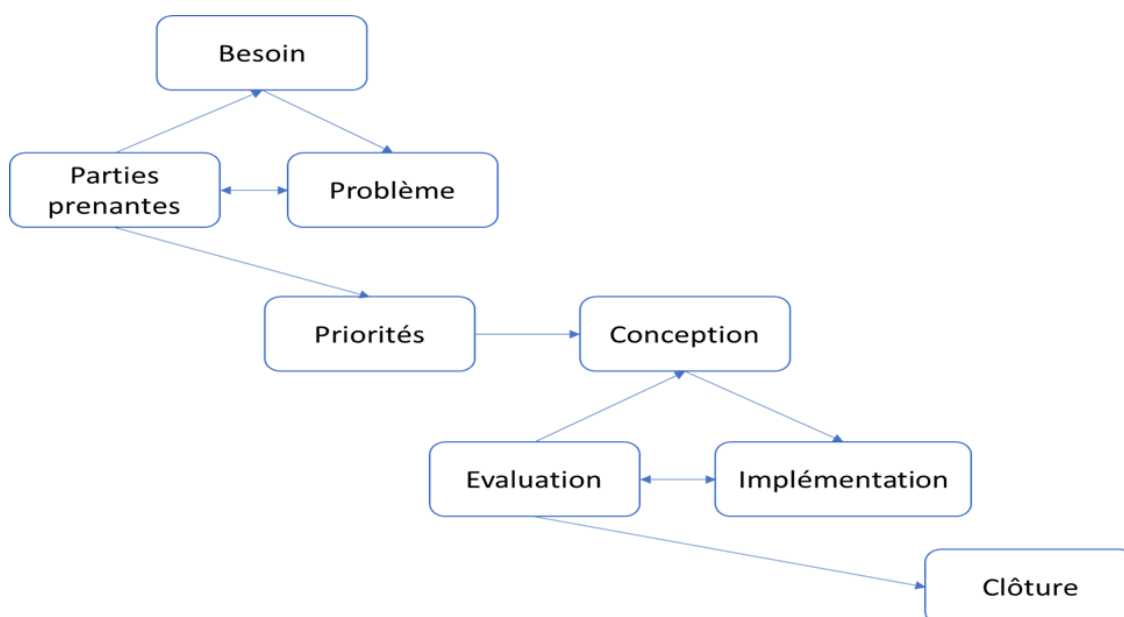 Besoin
Parties
prenantes
Problème
Priorités
Conception
Evaluation
Implémentation
Clôture